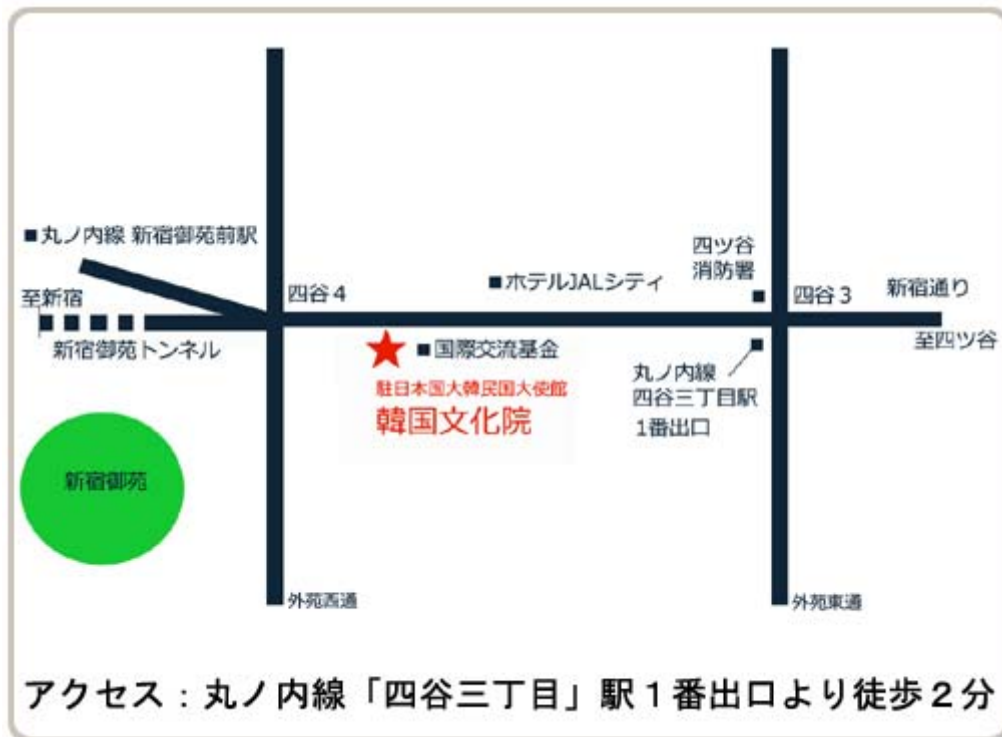 ■丸ノ内線 新宿御苑前駅
至新宿
新宿御苑トンネル
四谷４
■ホテルJALシティ
四ツ谷
消防署
四谷３
新宿通り
至四ツ谷
■国際交流基金
駐日本国大韓民国大使館
韓国文化院
丸ノ内線
四谷三丁目駅
1番出口
新宿御苑
外苑西通
外苑東通
アクセス：丸ノ内線「四谷三丁目」駅１番出口より徒歩２分